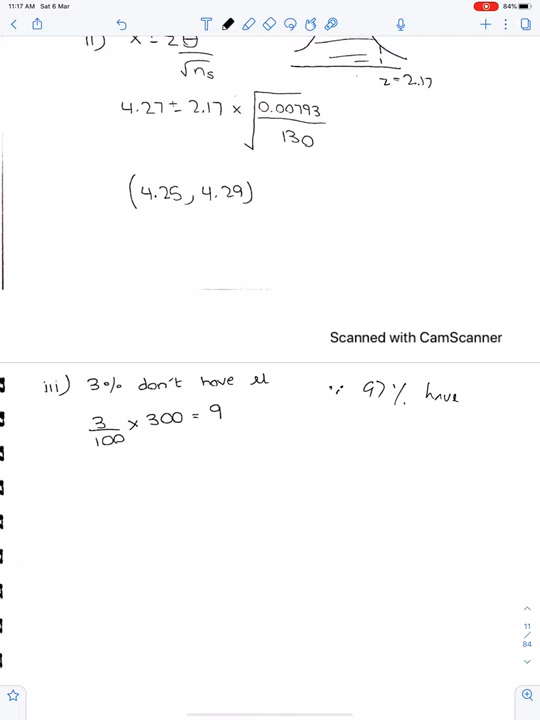 11:17 AM Sat 6 Mar
84%
ii) x̄ ± zσ/√ns
z = 2.17
4.27 ± 2.17 × √(0.00793/130)
(4.25, 4.29)
Scanned with CamScanner
iii) 3% don't have μ ∵ 97% have
3/100 × 300 = 9
11
/
84